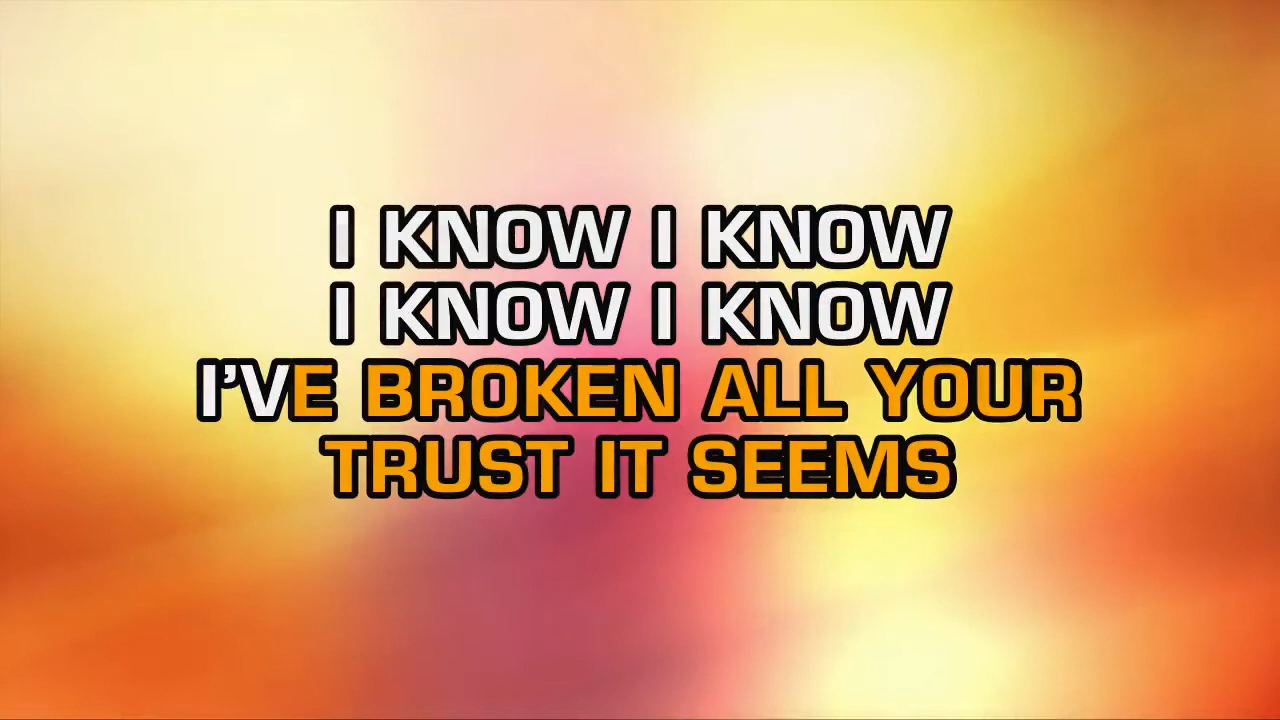 I KNOW I KNOW
I KNOW I KNOW
I'VE BROKEN ALL YOUR
TRUST IT SEEMS